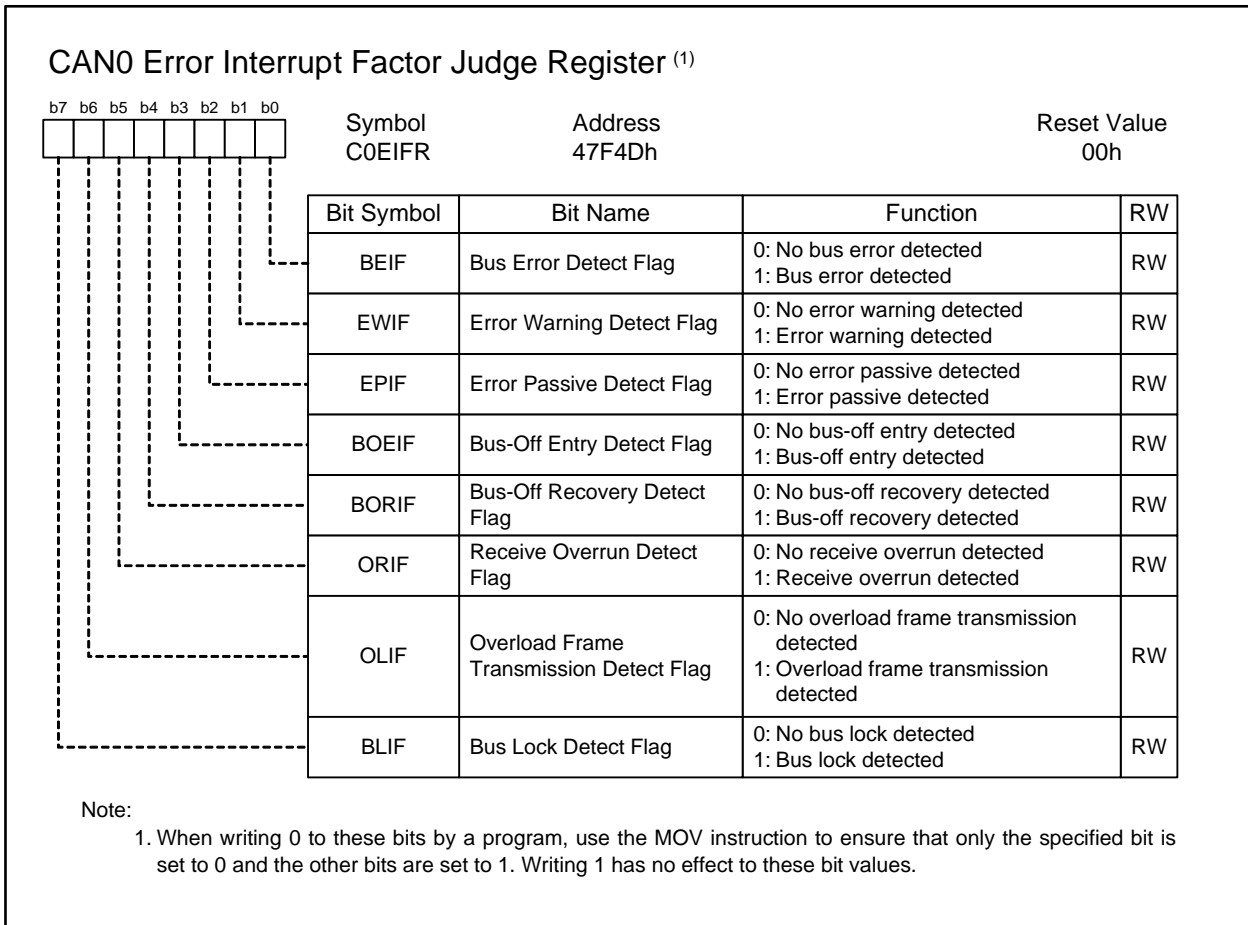 CAN0 Error Interrupt Factor Judge Register (1)
b7 b6 b5 b4 b3 b2 b1 b0
Symbol Address Reset Value
C0EIFR 47F4Dh 00h
Bit Symbol Bit Name Function RW
BEIF Bus Error Detect Flag 0: No bus error detected RW
1: Bus error detected
EWIF Error Warning Detect Flag 0: No error warning detected RW
1: Error warning detected
EPIF Error Passive Detect Flag 0: No error passive detected RW
1: Error passive detected
BOEIF Bus-Off Entry Detect Flag 0: No bus-off entry detected RW
1: Bus-off entry detected
BORIF Bus-Off Recovery Detect 0: No bus-off recovery detected RW
Flag 1: Bus-off recovery detected
ORIF Receive Overrun Detect 0: No receive overrun detected RW
Flag 1: Receive overrun detected
OLIF Overload Frame 0: No overload frame transmission RW
Transmission Detect Flag detected
1: Overload frame transmission
detected
BLIF Bus Lock Detect Flag 0: No bus lock detected RW
1: Bus lock detected
Note:
1. When writing 0 to these bits by a program, use the MOV instruction to ensure that only the specified bit is
set to 0 and the other bits are set to 1. Writing 1 has no effect to these bit values.